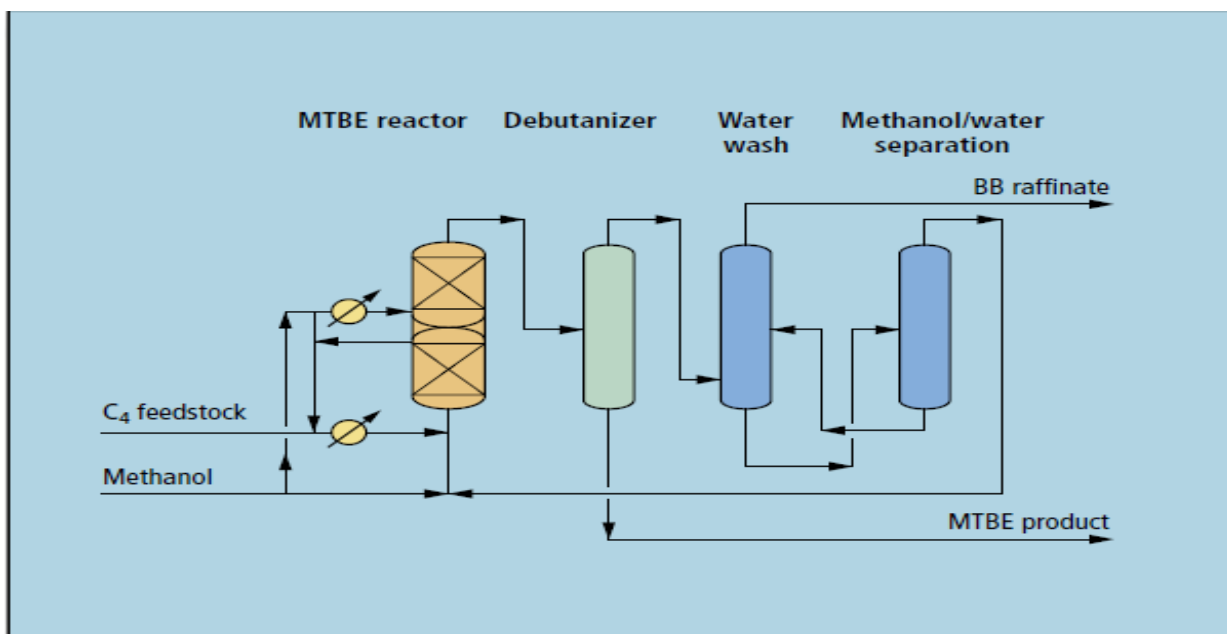 MTBE reactor
Debutanizer
Water
wash
Methanol/water
separation
BB raffinate
C₄ feedstock
Methanol
MTBE product